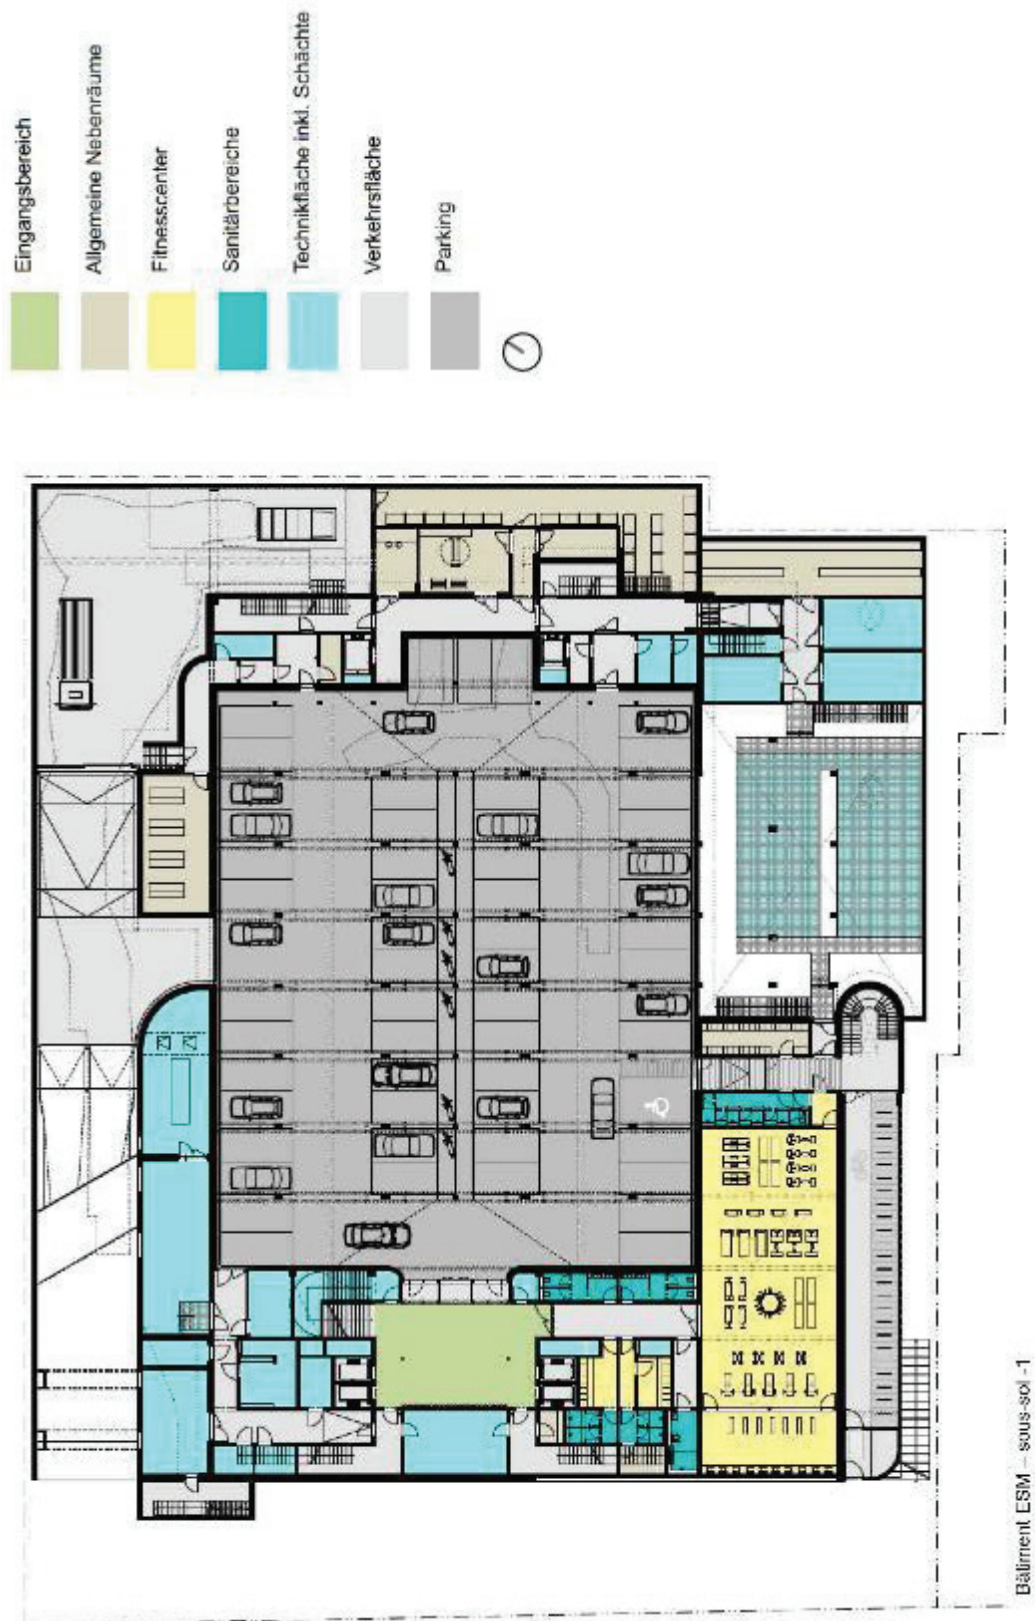 Eingangsbereich
Allgemeine Nebenräume
Fitnesscenter
Sanitärbereiche
Technikfläche inkl. Schächte
Verkehrsfläche
Parking
Bâtiment ESM – sous-sol -1